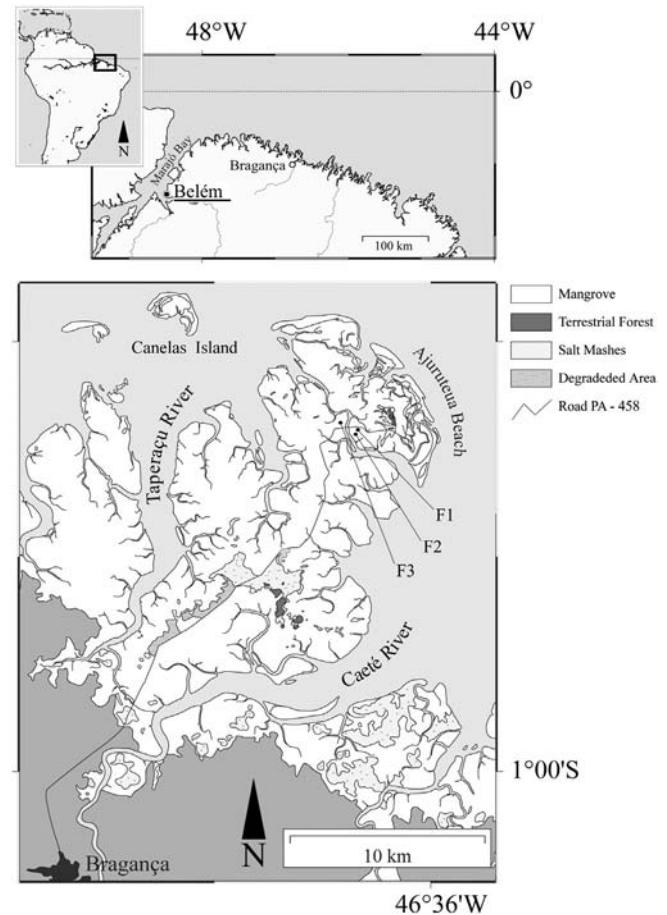 48°W
44°W
0°
N
Marajó Bay
Bragança
Belém
100 km
Mangrove
Terrestrial Forest
Salt Mashes
Degradeded Area
Road PA - 458
Canelas Island
Ajuruteua Beach
Taperaçu River
F1
F2
F3
Caeté River
1°00'S
N
10 km
Bragança
46°36'W